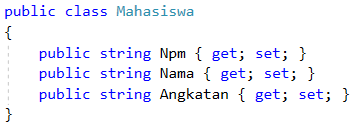 public class Mahasiswa
{
    public string Npm { get; set; }
    public string Nama { get; set; }
    public string Angkatan { get; set; }
}